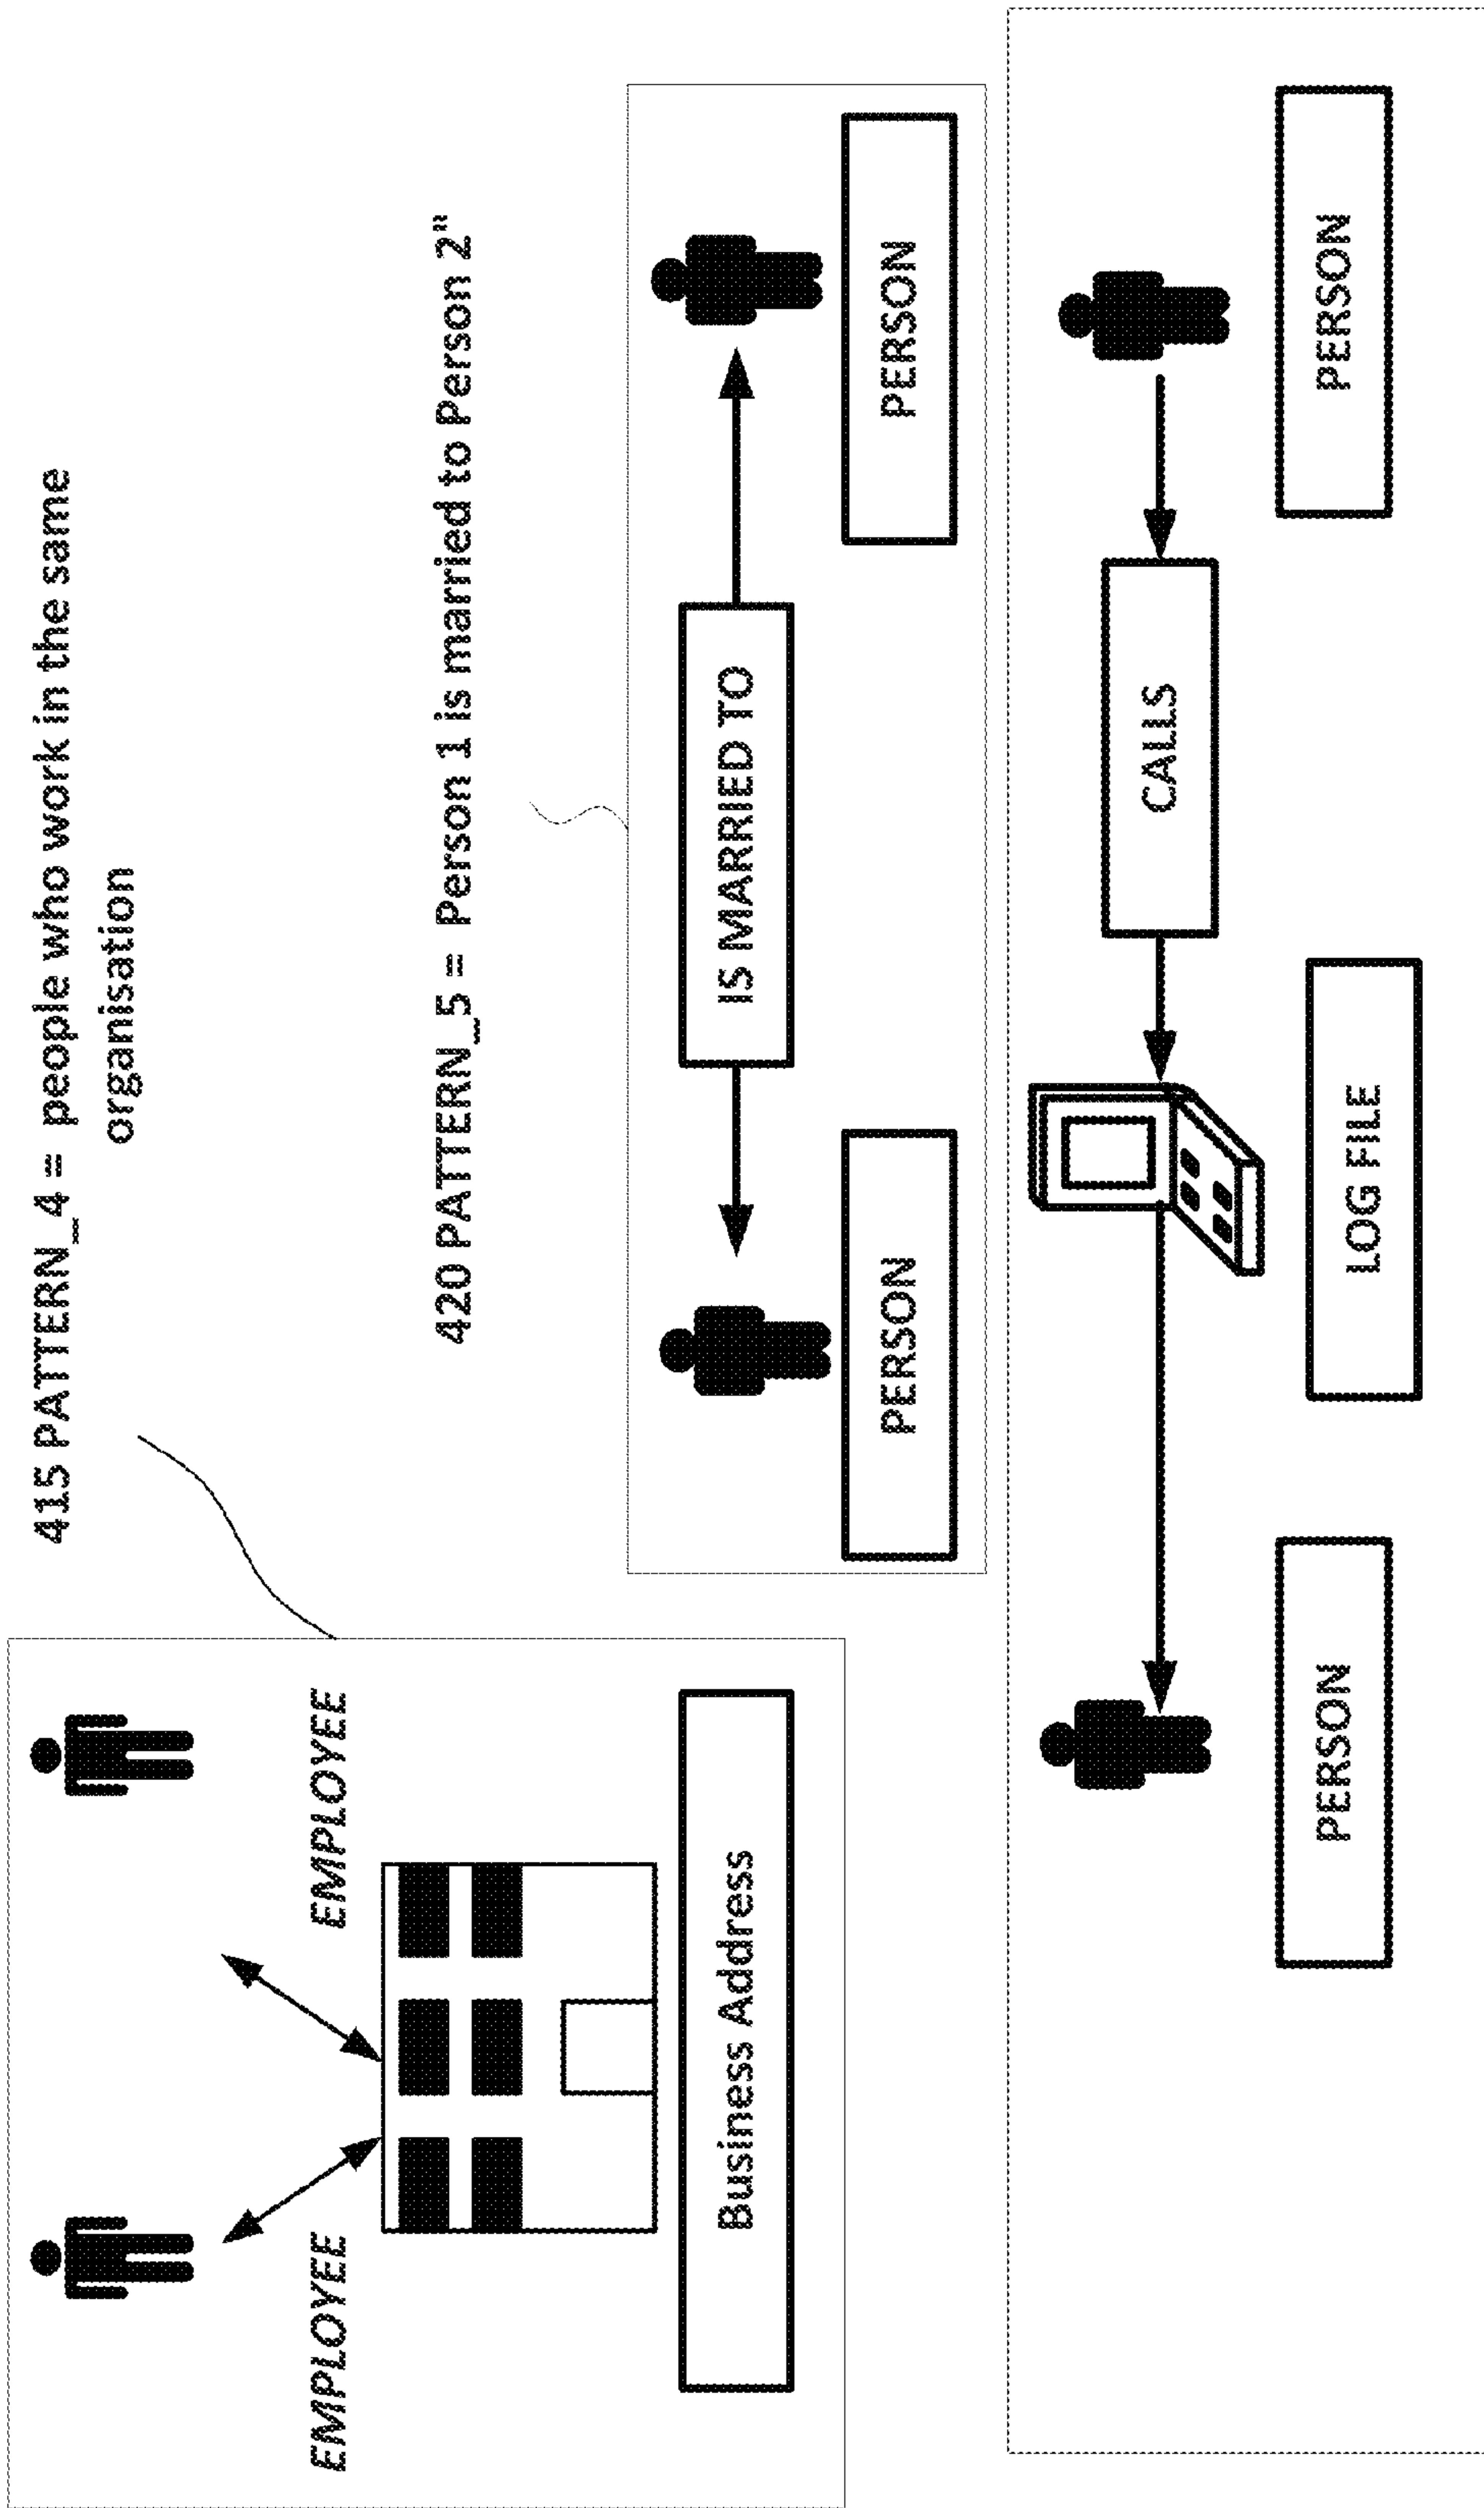 415 PATTERN_4 = people who work in the same
organisation
EMPLOYEE
EMPLOYEE
Business Address
420 PATTERN_5 = Person 1 is married to Person 2"
IS MARRIED TO
PERSON
PERSON
CALLS
PERSON
LOG FILE
PERSON